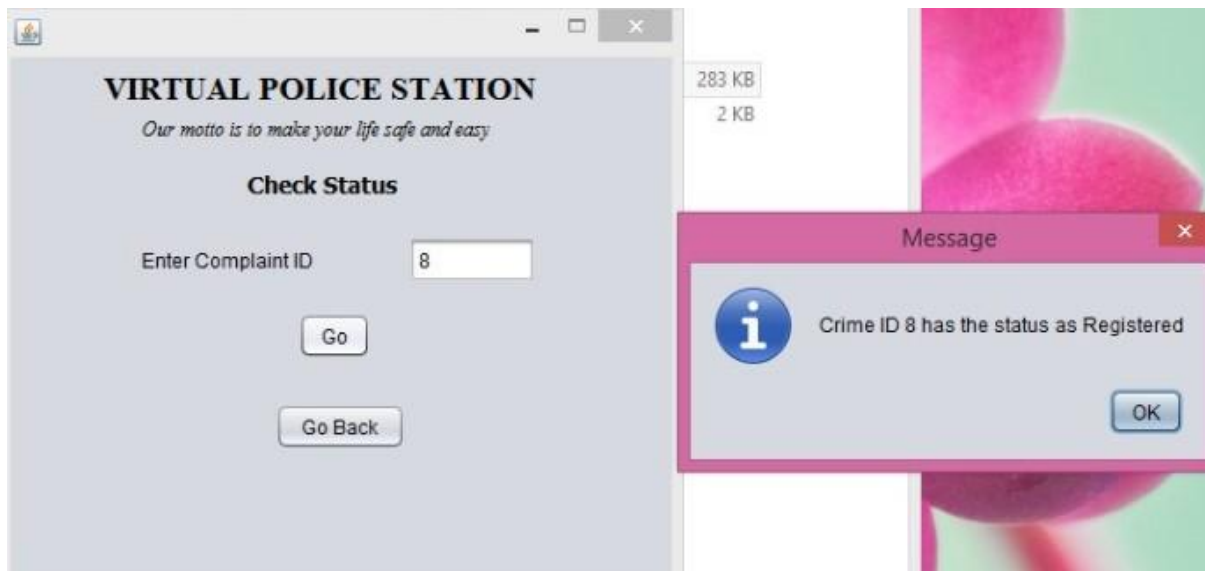 VIRTUAL POLICE STATION
Our motto is to make your life safe and easy
Check Status
Enter Complaint ID
8
Go
Go Back
283 KB
2 KB
Message
Crime ID 8 has the status as Registered
OK